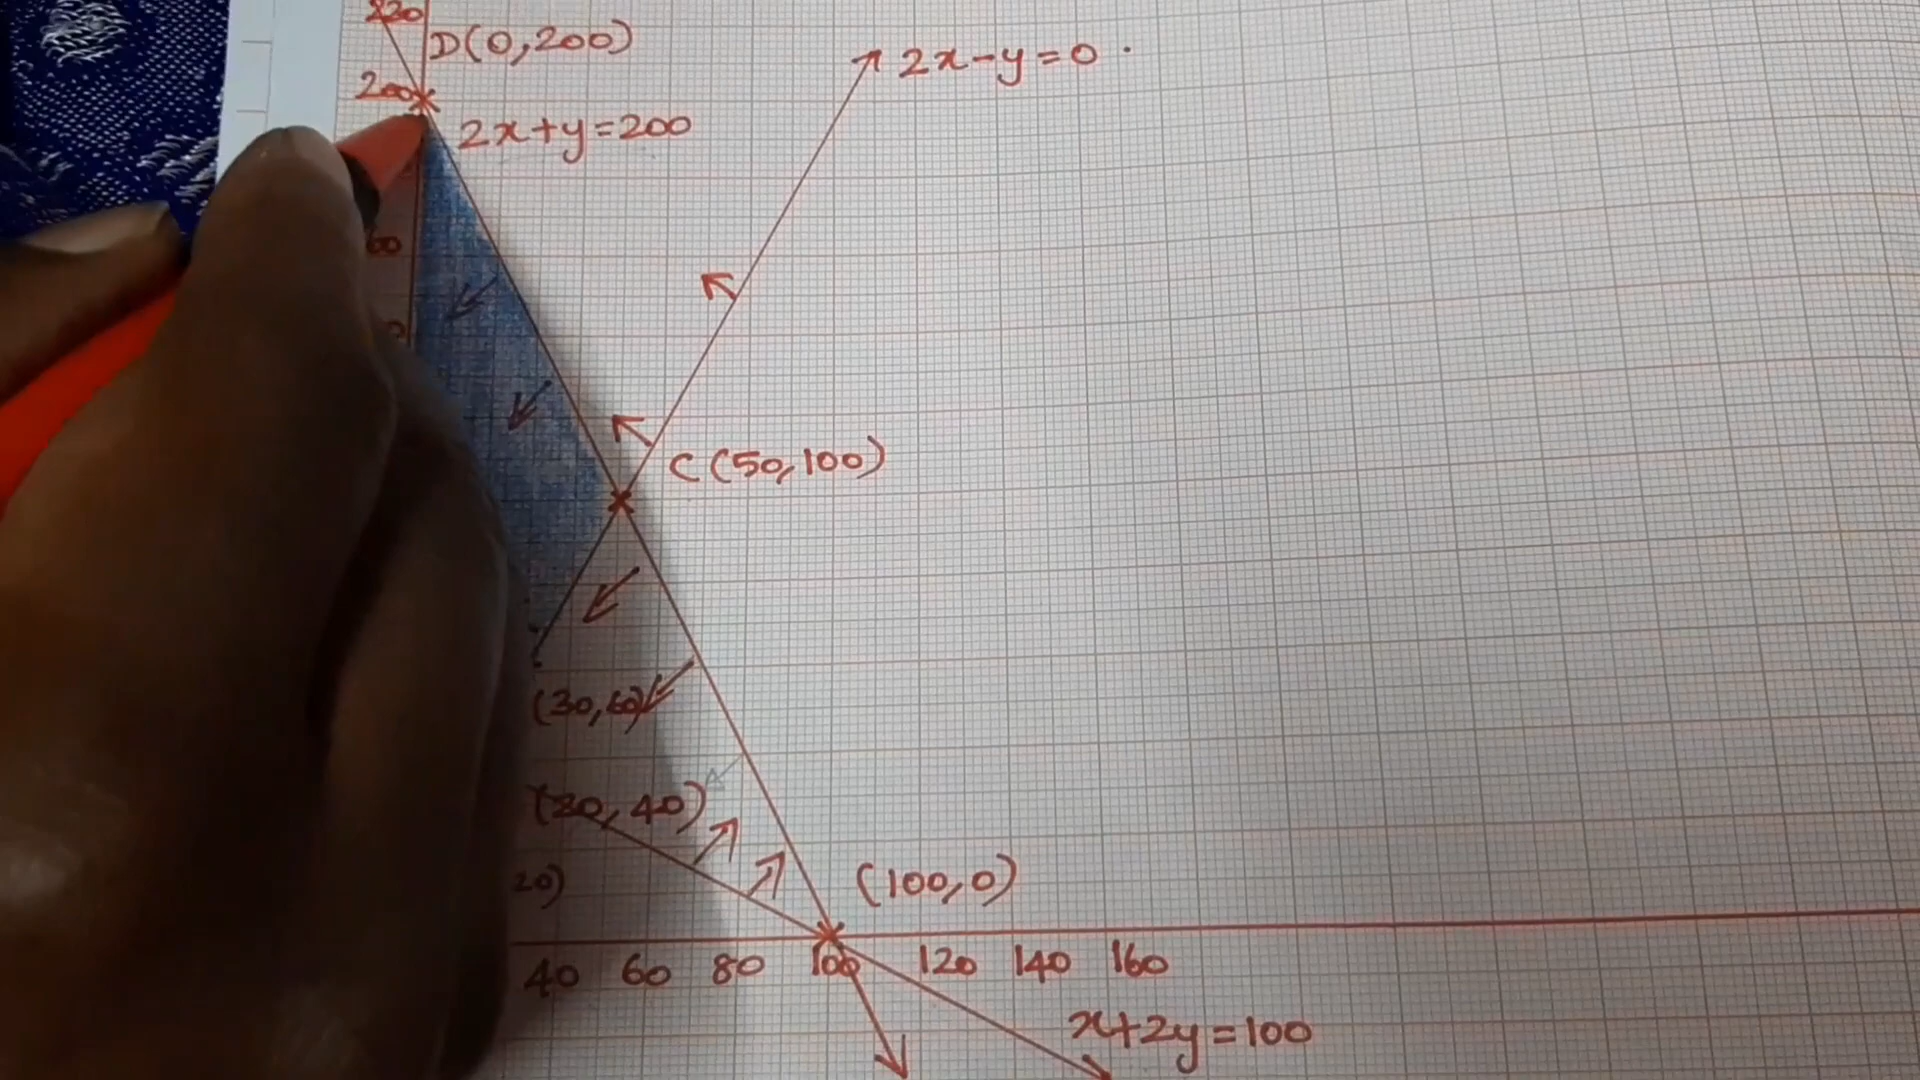 220
D(0,200)
2x-y=0
200
2x+y=200
C(50,100)
(30,60)
(20,40)
20)
(100,0)
40 60 80 100 120 140 160
x+2y=100